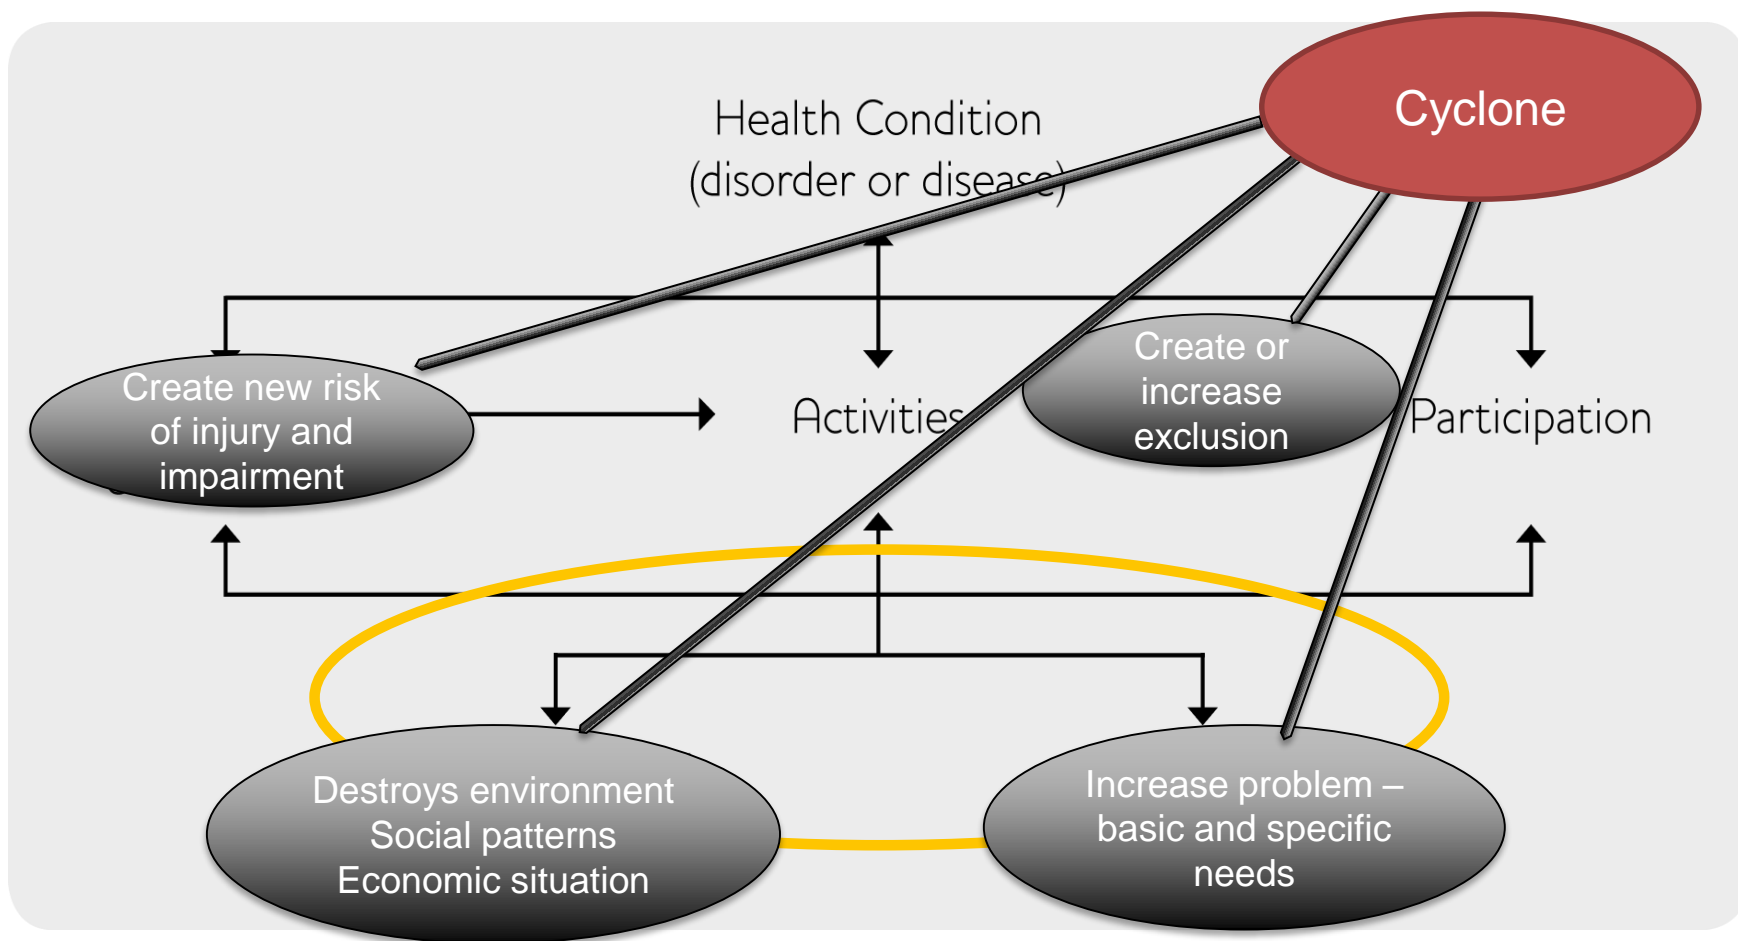 Cyclone
Health Condition
(disorder or disease)
Create new risk
of injury and
impairment
Activities
Create or
increase
exclusion
Participation
Destroys environment
Social patterns
Economic situation
Increase problem –
basic and specific
needs